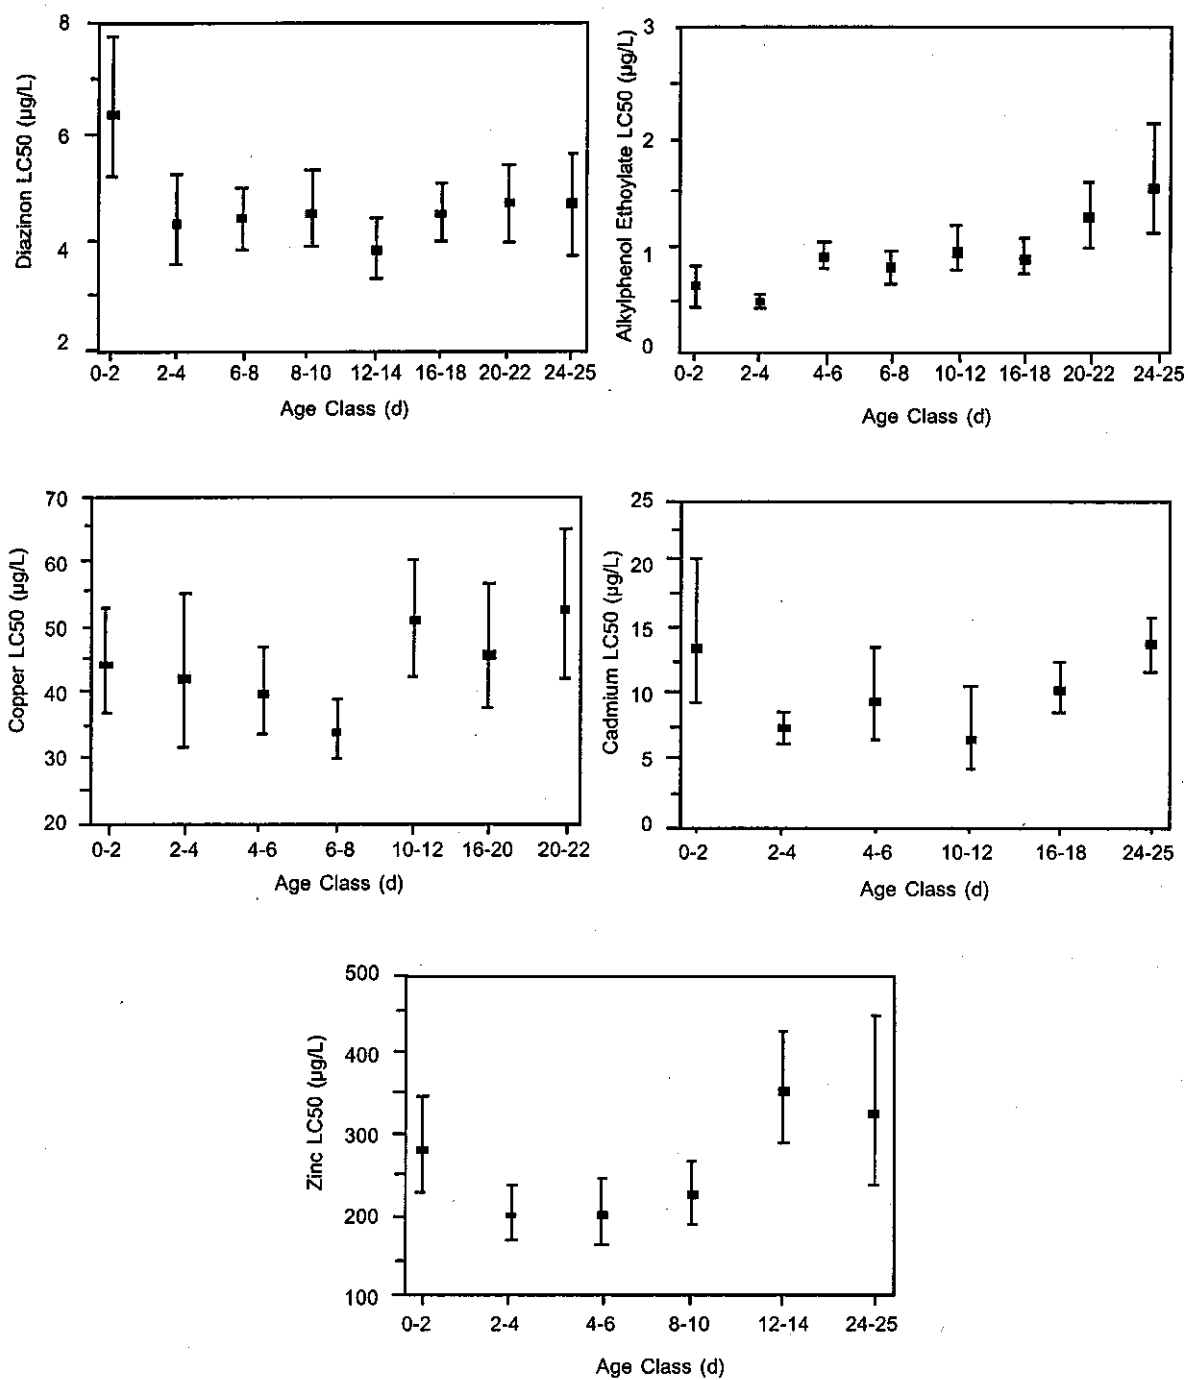 Diazinon LC50 (µg/L)
8
6
4
2
0-2 2-4 6-8 8-10 12-14 16-18 20-22 24-25
Age Class (d)
Alkylphenol Ethoylate LC50 (µg/L)
3
2
1
0
0-2 2-4 4-6 6-8 10-12 16-18 20-22 24-25
Age Class (d)
Copper LC50 (µg/L)
70
60
50
40
30
20
0-2 2-4 4-6 6-8 10-12 16-20 20-22
Age Class (d)
Cadmium LC50 (µg/L)
25
20
15
10
5
0
0-2 2-4 4-6 10-12 16-18 24-25
Age Class (d)
Zinc LC50 (µg/L)
500
400
300
200
100
0-2 2-4 4-6 8-10 12-14 24-25
Age Class (d)